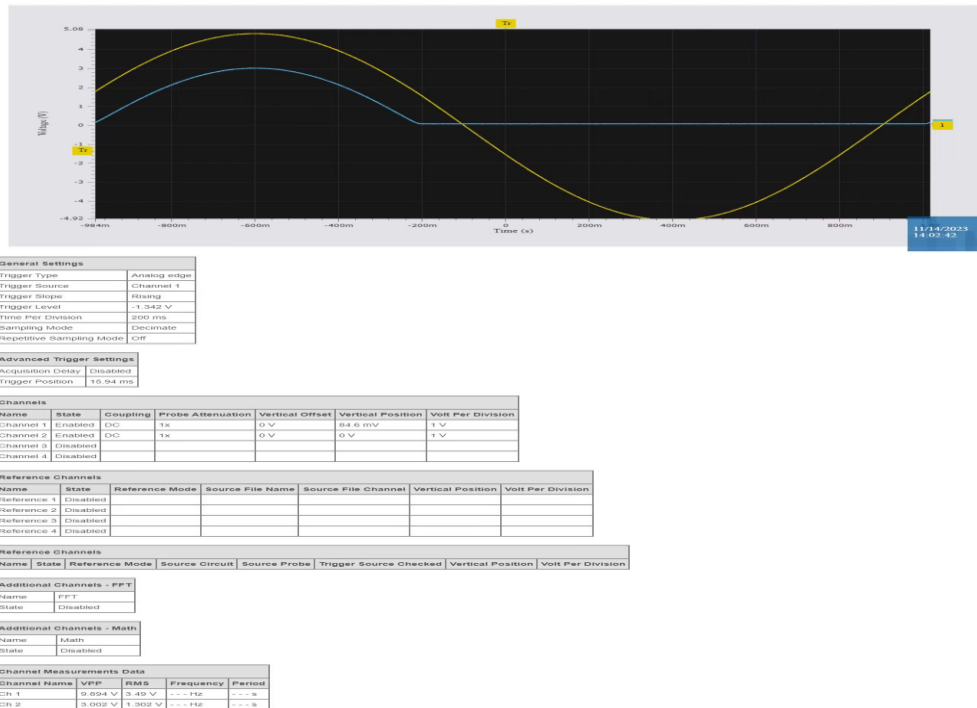 Tr
5.08
4
3
2
1
0
-1
-2
-3
-4
-4.92
Voltage (V)
Tr
1
-984m -800m -600m -400m -200m 0 200m 400m 600m 800m
Time (s)
11/14/2023
14:02:42
General Settings
Trigger Type Analog edge
Trigger Source Channel 1
Trigger Slope Rising
Trigger Level -1.342 V
Time Per Division 200 ms
Sampling Mode Decimate
Repetitive Sampling Mode Off
Advanced Trigger Settings
Acquisition Delay Disabled
Trigger Position 15.94 ms
Channels
Name State Coupling Probe Attenuation Vertical Offset Vertical Position Volt Per Division
Channel 1 Enabled DC 1x 0 V 84.6 mV 1 V
Channel 2 Enabled DC 1x 0 V 0 V 1 V
Channel 3 Disabled
Channel 4 Disabled
Reference Channels
Name State Reference Mode Source File Name Source File Channel Vertical Position Volt Per Division
Reference 1 Disabled
Reference 2 Disabled
Reference 3 Disabled
Reference 4 Disabled
Reference Channels
Name State Reference Mode Source Circuit Source Probe Trigger Source Checked Vertical Position Volt Per Division
Additional Channels - FFT
Name FFT
State Disabled
Additional Channels - Math
Name Math
State Disabled
Channel Measurements Data
Channel Name VPP RMS Frequency Period
Ch 1 9.894 V 3.49 V - - - Hz - - - s
Ch 2 3.002 V 1.302 V - - - Hz - - - s